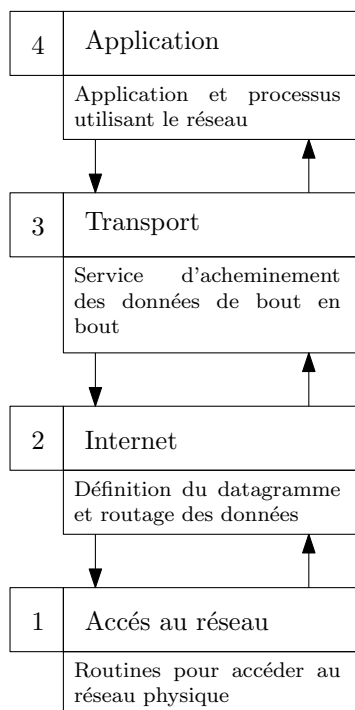 4 Application
Application et processus
utilisant le réseau
3 Transport
Service d'acheminement
des données de bout en
bout
2 Internet
Définition du datagramme
et routage des données
1 Accés au réseau
Routines pour accéder au
réseau physique